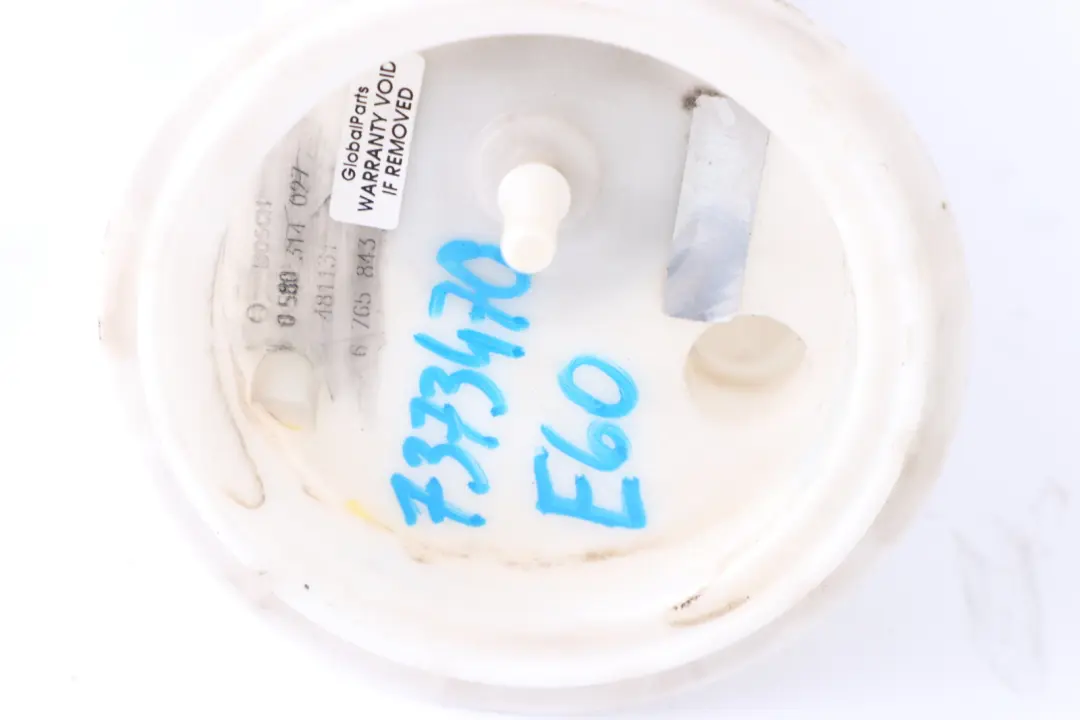 GlobalParts
WARRANTY VOID
IF REMOVED
BOSCH
0 580 314 027
481131
6 765 843
7373470
E60